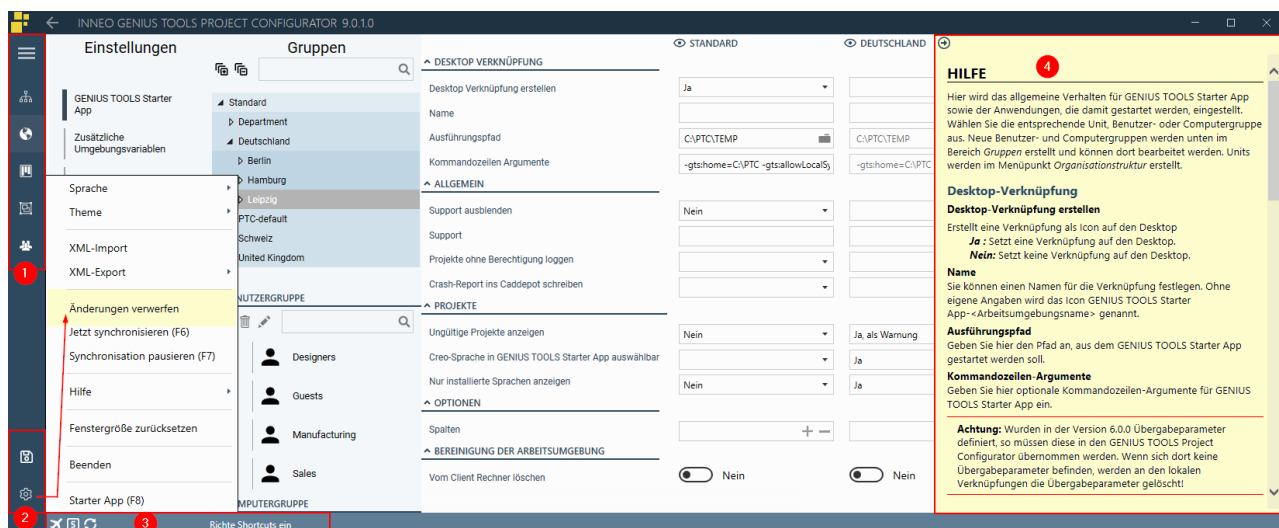 INNEO GENIUS TOOLS PROJECT CONFIGURATOR 9.0.1.0
Einstellungen
GENIUS TOOLS Starter
App
Zusätzliche
Umgebungsvariablen
Gruppen
Standard
Department
Deutschland
Berlin
Hamburg
Leipzig
PTC-default
Schweiz
United Kingdom
NUTZERGRUPPE
Designers
Guests
Manufacturing
Sales
MPUTERGRUPPE
Sprache
Theme
XML-Import
XML-Export
Änderungen verwerfen
Jetzt synchronisieren (F6)
Synchronisation pausieren (F7)
Hilfe
Fenstergröße zurücksetzen
Beenden
Starter App (F8)
1
2
3
Richte Shortcuts ein
STANDARD
DEUTSCHLAND
DESKTOP VERKNÜPFUNG
Desktop Verknüpfung erstellen
Ja
Name
Ausführungspfad
C:\PTC\TEMP
C:\PTC\TEMP
Kommandozeilen Argumente
-gts:home=C:\PTC -gts:allowLocalSy
-gts:home=C:\PTC
ALLGEMEIN
Support ausblenden
Nein
Support
Projekte ohne Berechtigung loggen
Crash-Report ins Caddepot schreiben
PROJEKTE
Ungültige Projekte anzeigen
Nein
Ja, als Warnung
Creo-Sprache in GENIUS TOOLS Starter App auswählbar
Ja
Nur installierte Sprachen anzeigen
Nein
Ja
OPTIONEN
Spalten
BEREINIGUNG DER ARBEITSUMGEBUNG
Vom Client Rechner löschen
Nein
Nein
4
HILFE
Hier wird das allgemeine Verhalten für GENIUS TOOLS Starter App
sowie der Anwendungen, die damit gestartet werden, eingestellt.
Wählen Sie die entsprechende Unit, Benutzer- oder Computergruppe
aus. Neue Benutzer- und Computergruppen werden unten im
Bereich Gruppen erstellt und können dort bearbeitet werden. Units
werden im Menüpunkt Organisationstruktur erstellt.
Desktop-Verknüpfung
Desktop-Verknüpfung erstellen
Erstellt eine Verknüpfung als Icon auf den Desktop
Ja : Setzt eine Verknüpfung auf den Desktop.
Nein: Setzt keine Verknüpfung auf den Desktop.
Name
Sie können einen Namen für die Verknüpfung festlegen. Ohne
eigene Angaben wird das Icon GENIUS TOOLS Starter
App-<Arbeitsumgebungsname> genannt.
Ausführungspfad
Geben Sie hier den Pfad an, aus dem GENIUS TOOLS Starter App
gestartet werden soll.
Kommandozeilen-Argumente
Geben Sie hier optionale Kommandozeilen-Argumente für GENIUS
TOOLS Starter App ein.
Achtung: Wurden in der Version 6.0.0 Übergabeparameter
definiert, so müssen diese in den GENIUS TOOLS Project
Configurator übernommen werden. Wenn sich dort keine
Übergabeparameter befinden, werden an den lokalen
Verknüpfungen die Übergabeparameter gelöscht!